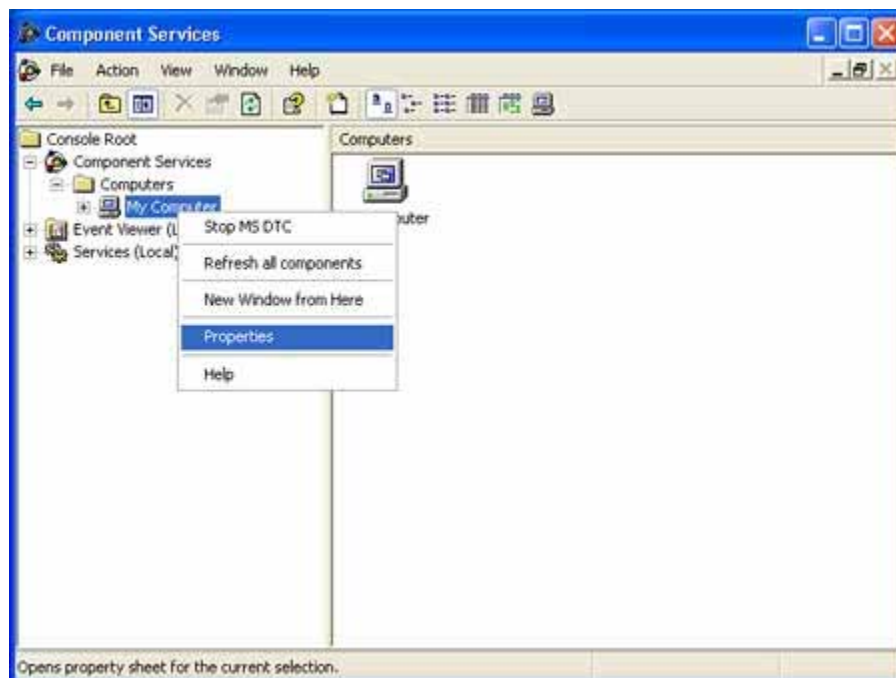 Component Services
File Action View Window Help
Console Root
Computers
Component Services
Computers
My Computer
Event Viewer (L
Services (Local)
uter
Stop MS DTC
Refresh all components
New Window from Here
Properties
Help
Opens property sheet for the current selection.